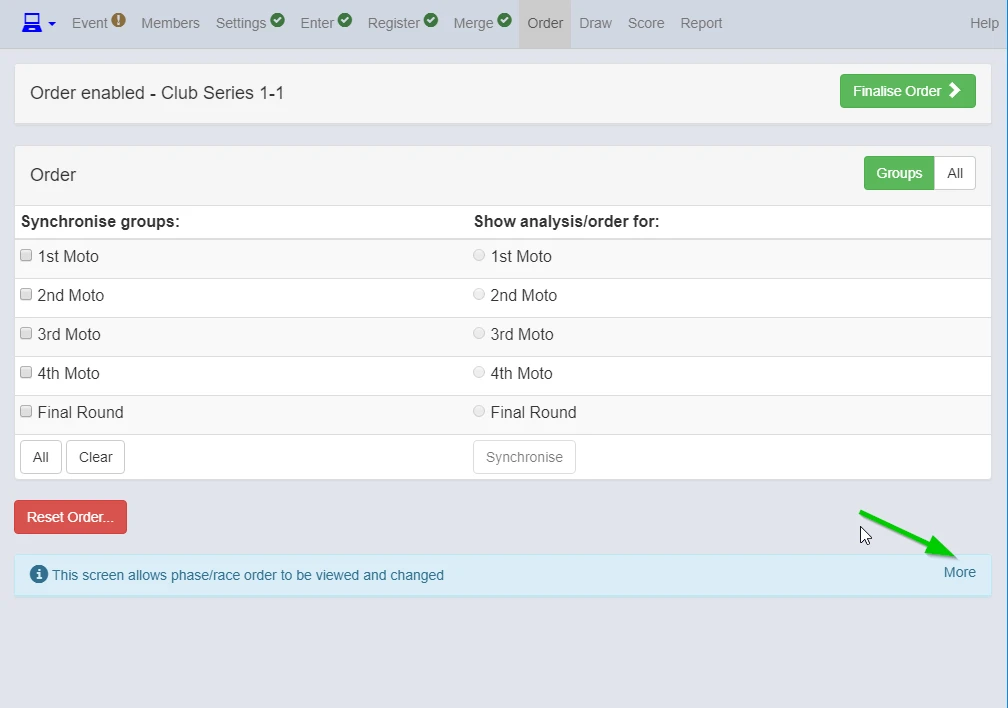 Event Members Settings Enter Register Merge Order Draw Score Report Help
Order enabled - Club Series 1-1 Finalise Order
Order Groups All
Synchronise groups: Show analysis/order for:
1st Moto 1st Moto
2nd Moto 2nd Moto
3rd Moto 3rd Moto
4th Moto 4th Moto
Final Round Final Round
All Clear Synchronise
Reset Order...
This screen allows phase/race order to be viewed and changed More